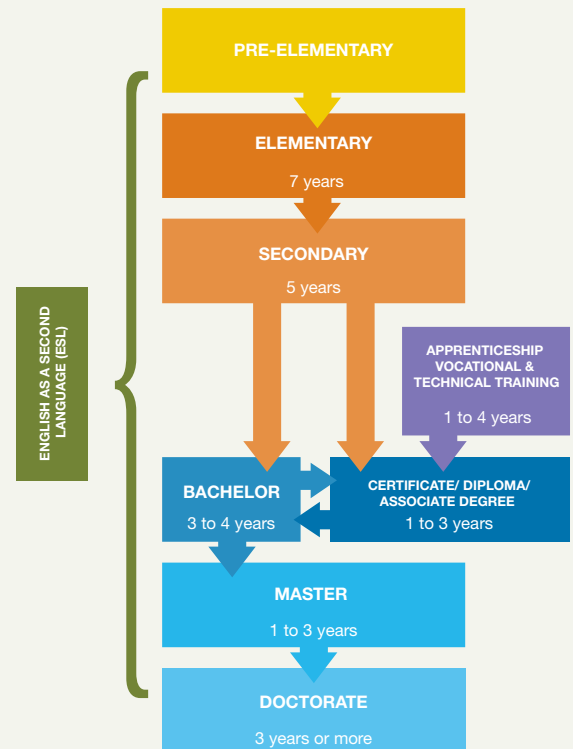 PRE-ELEMENTARY
ELEMENTARY
7 years
SECONDARY
5 years
ENGLISH AS A SECOND
LANGUAGE (ESL)
APPRENTICESHIP
VOCATIONAL &
TECHNICAL TRAINING
1 to 4 years
BACHELOR
3 to 4 years
CERTIFICATE/ DIPLOMA/
ASSOCIATE DEGREE
1 to 3 years
MASTER
1 to 3 years
DOCTORATE
3 years or more